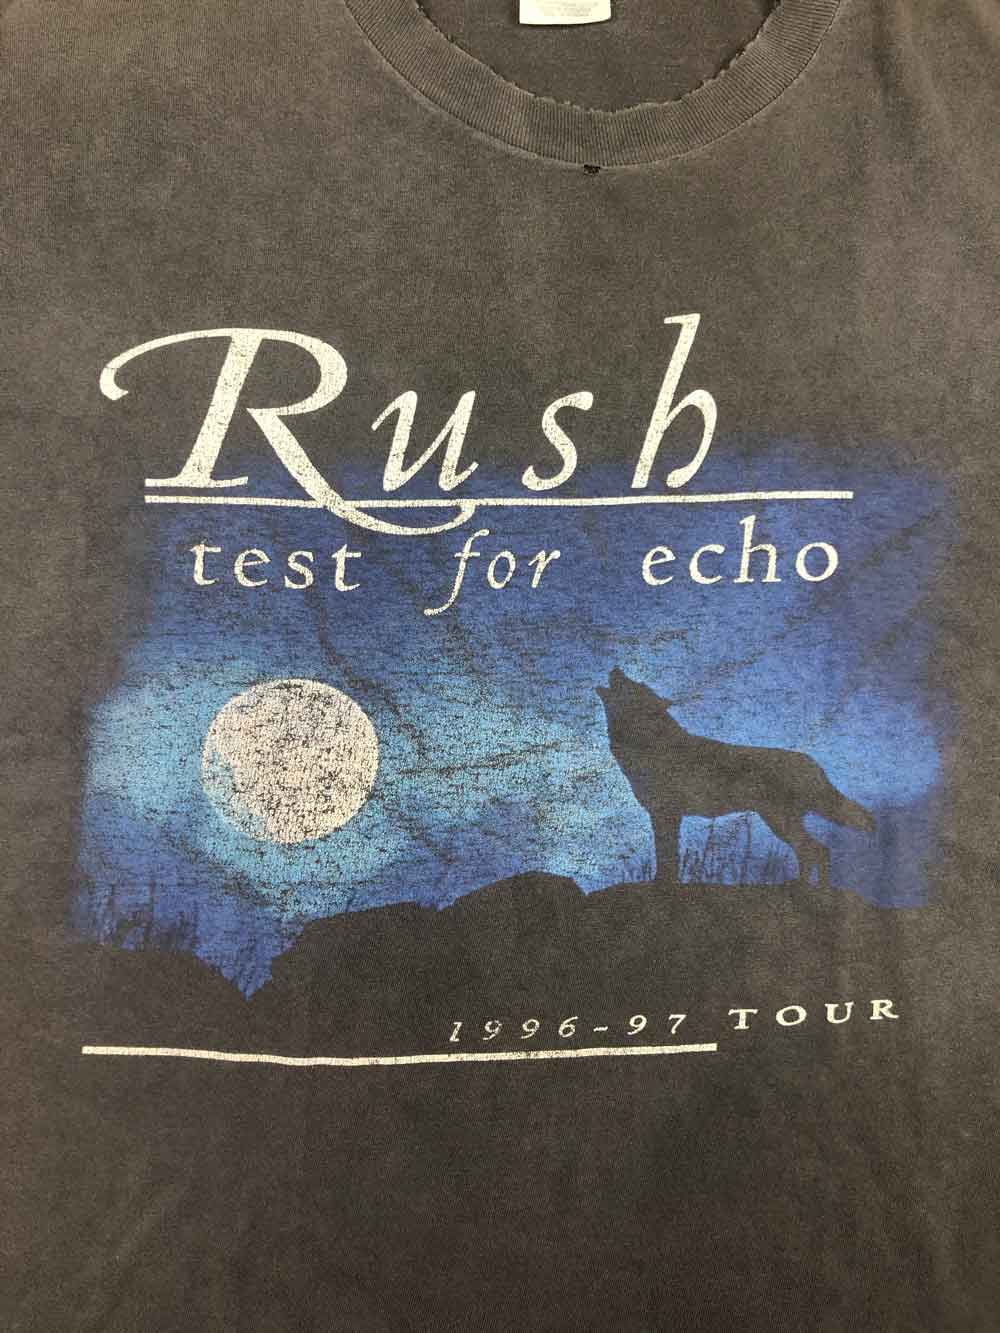 Rush
test for echo
1996-97 TOUR